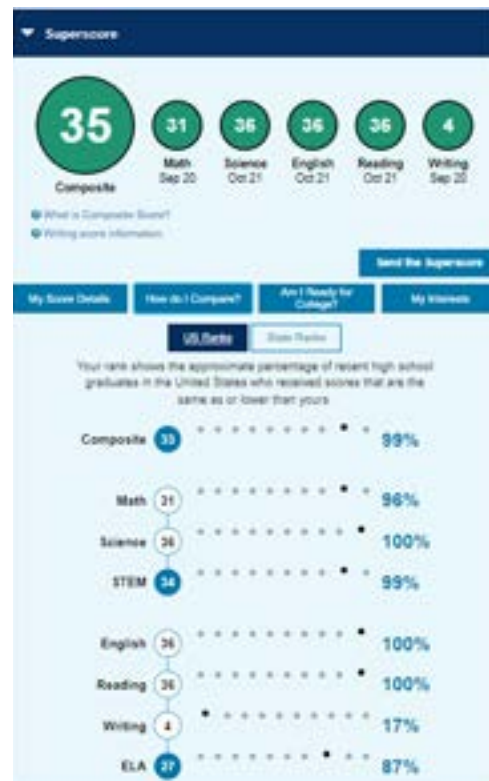 Superscore
35
31
36
36
36
4
Composite
Math
Science
English
Reading
Writing
Sep 20
Oct 21
Oct 21
Oct 21
Sep 20
What is Composite Score?
Writing score information.
Send the Superscore
My Score Details
How do I Compare?
Am I Ready for
College?
My Interests
US Ranks
State Ranks
Your rank shows the approximate percentage of recent high school
graduates in the United States who received scores that are the
same as or lower than yours
Composite 99%
Math 31 96%
Science 36 100%
STEM 34 99%
English 36 100%
Reading 36 100%
Writing 4 17%
ELA 27 87%